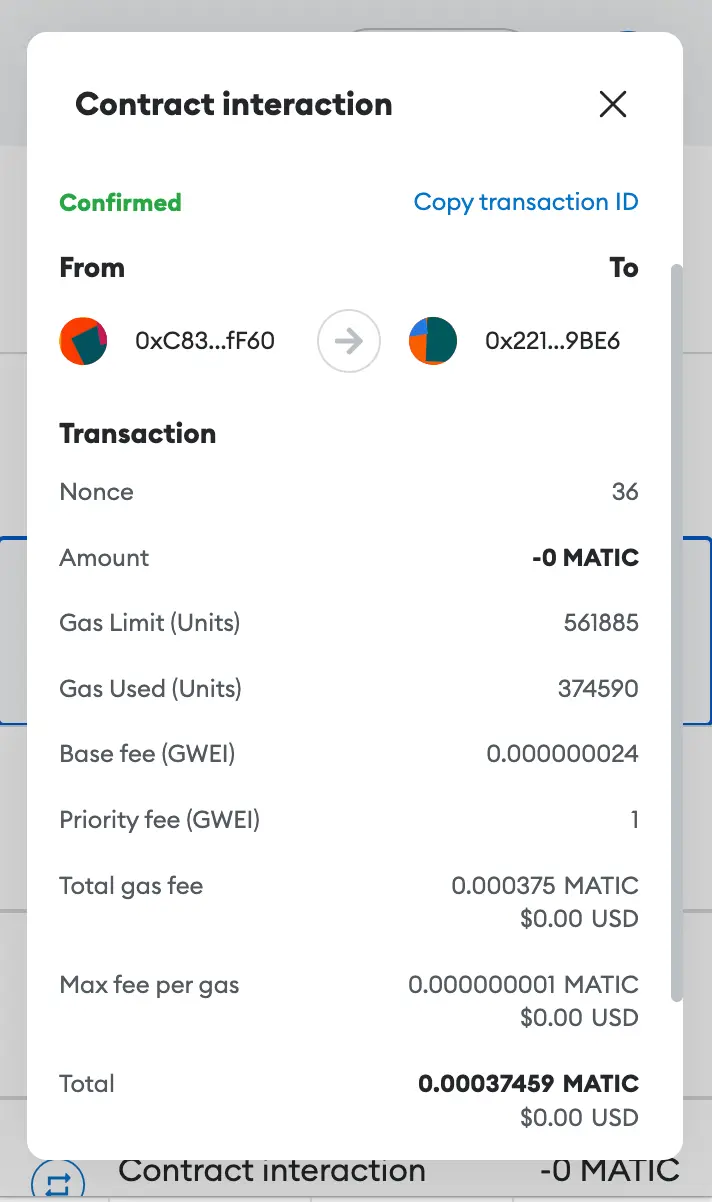 Contract interaction
Confirmed Copy transaction ID
From To
0xC83...fF60 0x221...9BE6
Transaction
Nonce 36
Amount -0 MATIC
Gas Limit (Units) 561885
Gas Used (Units) 374590
Base fee (GWEI) 0.000000024
Priority fee (GWEI) 1
Total gas fee 0.000375 MATIC
$0.00 USD
Max fee per gas 0.000000001 MATIC
$0.00 USD
Total 0.00037459 MATIC
$0.00 USD
Contract interaction -0 MATIC